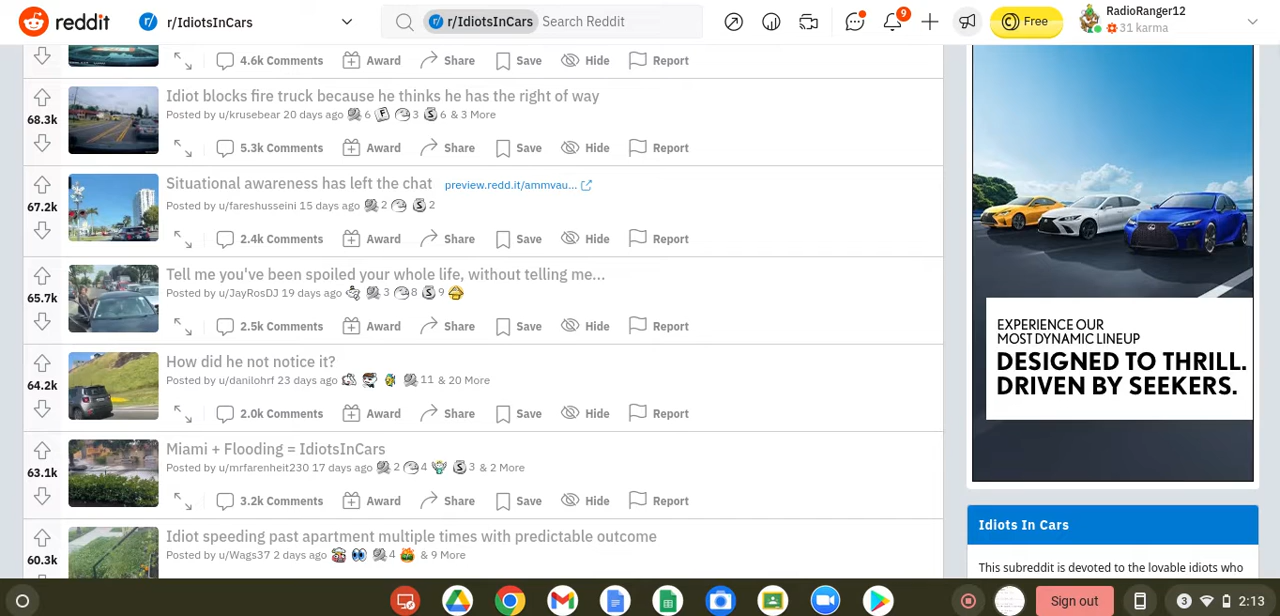 reddit r/IdiotsInCars r/IdiotsInCars Search Reddit 9 Free RadioRanger12
31 karma
4.6k Comments Award Share Save Hide Report
Idiot blocks fire truck because he thinks he has the right of way
68.3k Posted by u/krusebear 20 days ago 6 F 3 S 6 & 3 More
5.3k Comments Award Share Save Hide Report
Situational awareness has left the chat preview.redd.it/ammvau...
67.2k Posted by u/fareshusseini 15 days ago 2 S 2
2.4k Comments Award Share Save Hide Report
Tell me you've been spoiled your whole life, without telling me...
65.7k Posted by u/JayRosDJ 19 days ago 3 8 S 9
2.5k Comments Award Share Save Hide Report
How did he not notice it?
64.2k Posted by u/danilohrf 23 days ago 11 & 20 More
2.0k Comments Award Share Save Hide Report
Miami + Flooding = IdiotsInCars
63.1k Posted by u/mrfarenheit230 17 days ago 2 4 S 3 & 2 More
3.2k Comments Award Share Save Hide Report
Idiot speeding past apartment multiple times with predictable outcome
60.3k Posted by u/Wags37 2 days ago 4 & 9 More
EXPERIENCE OUR
MOST DYNAMIC LINEUP
DESIGNED TO THRILL.
DRIVEN BY SEEKERS.
Idiots In Cars
This subreddit is devoted to the lovable idiots who
Sign out 3 2:13